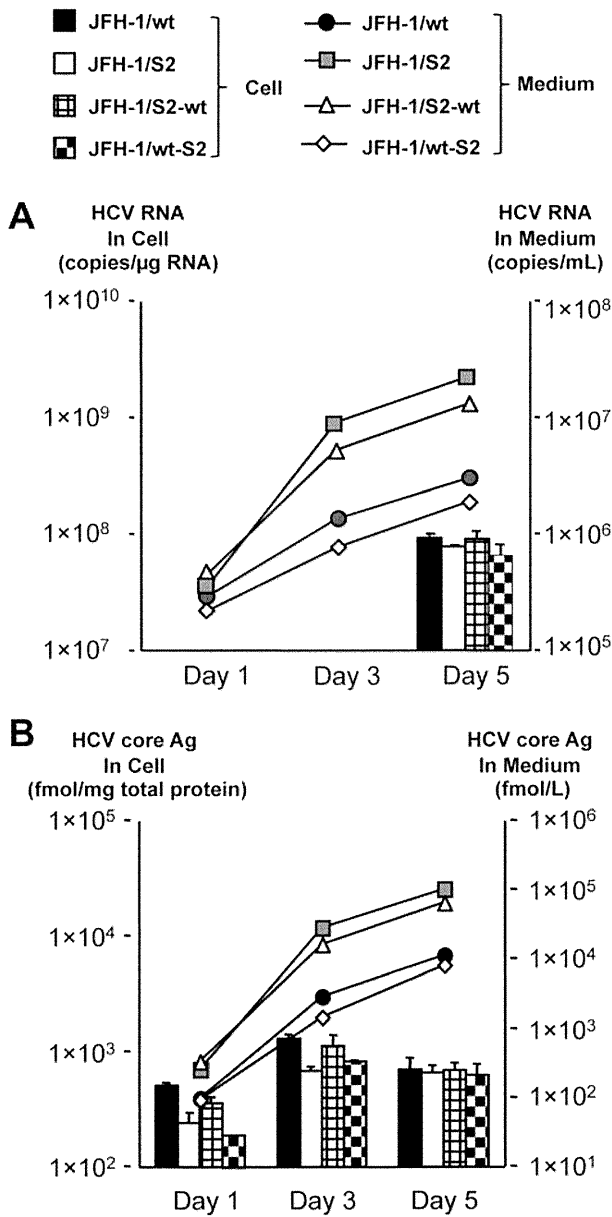 JFH-1/wt
JFH-1/S2
JFH-1/S2-wt
JFH-1/wt-S2
Cell
JFH-1/wt
JFH-1/S2
JFH-1/S2-wt
JFH-1/wt-S2
Medium
A
HCV RNA
In Cell
(copies/µg RNA)
HCV RNA
In Medium
(copies/mL)
1×10¹⁰
1×10⁹
1×10⁸
1×10⁷
1×10⁸
1×10⁷
1×10⁶
1×10⁵
Day 1 Day 3 Day 5
B
HCV core Ag
In Cell
(fmol/mg total protein)
HCV core Ag
In Medium
(fmol/L)
1×10⁵
1×10⁴
1×10³
1×10²
1×10⁶
1×10⁵
1×10⁴
1×10³
1×10²
1×10¹
Day 1 Day 3 Day 5